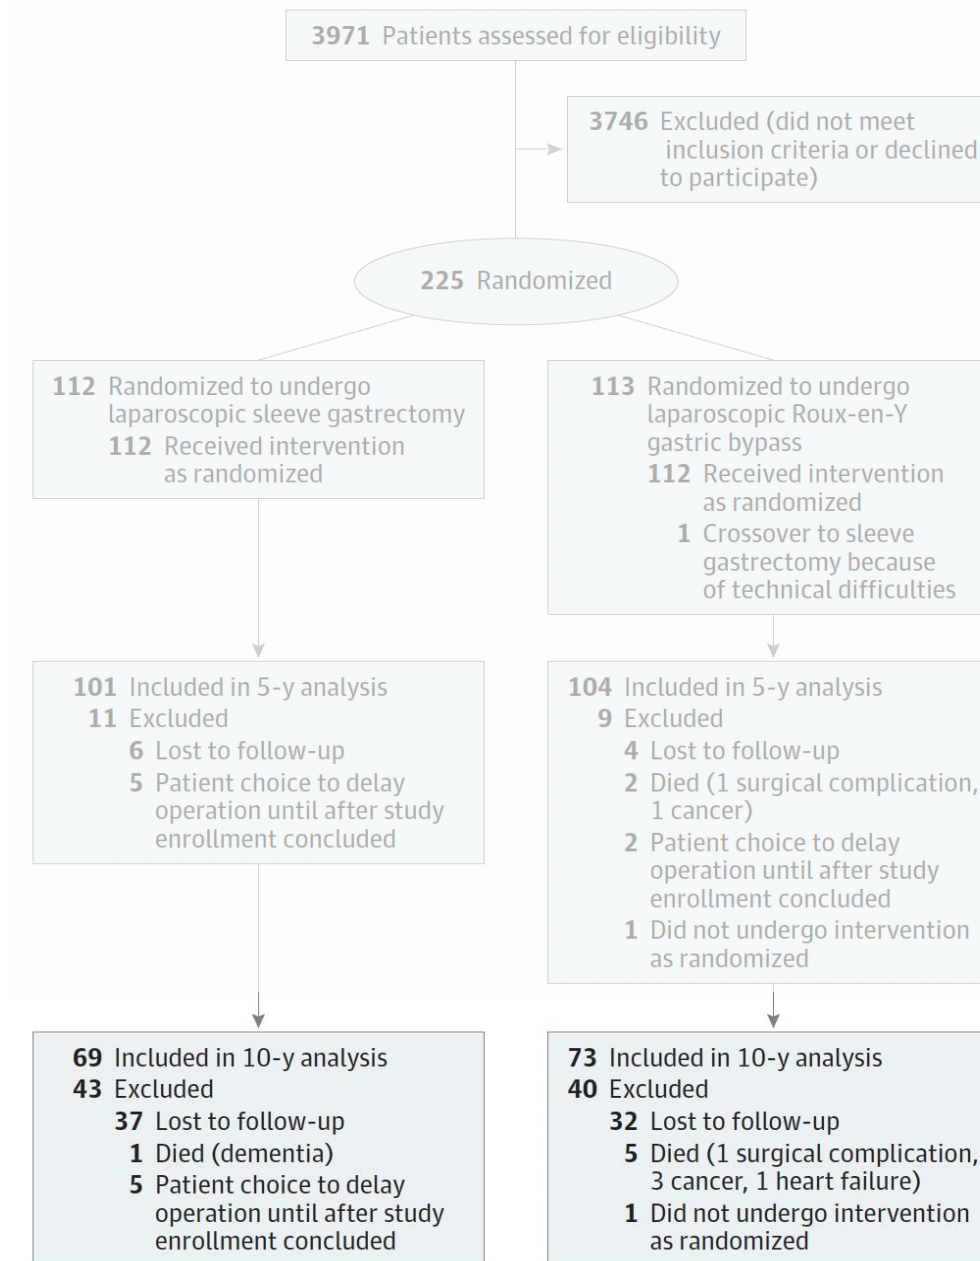 3971 Patients assessed for eligibility
3746 Excluded (did not meet
inclusion criteria or declined
to participate)
225 Randomized
112 Randomized to undergo
laparoscopic sleeve gastrectomy
112 Received intervention
as randomized
113 Randomized to undergo
laparoscopic Roux-en-Y
gastric bypass
112 Received intervention
as randomized
1 Crossover to sleeve
gastrectomy because
of technical difficulties
101 Included in 5-y analysis
11 Excluded
6 Lost to follow-up
5 Patient choice to delay
operation until after study
enrollment concluded
104 Included in 5-y analysis
9 Excluded
4 Lost to follow-up
2 Died (1 surgical complication,
1 cancer)
2 Patient choice to delay
operation until after study
enrollment concluded
1 Did not undergo intervention
as randomized
69 Included in 10-y analysis
43 Excluded
37 Lost to follow-up
1 Died (dementia)
5 Patient choice to delay
operation until after study
enrollment concluded
73 Included in 10-y analysis
40 Excluded
32 Lost to follow-up
5 Died (1 surgical complication,
3 cancer, 1 heart failure)
1 Did not undergo intervention
as randomized